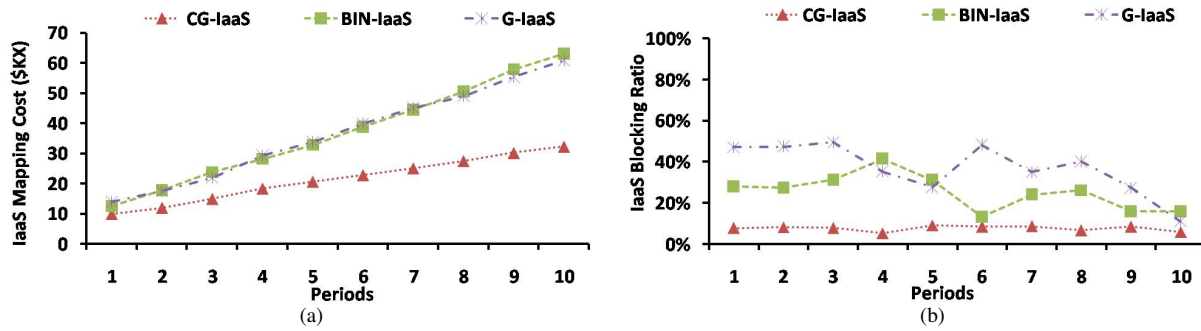 CG-IaaS BIN-IaaS G-IaaS
IaaS Mapping Cost ($KX)
70
60
50
40
30
20
10
0
1 2 3 4 5 6 7 8 9 10
Periods
(a)
CG-IaaS BIN-IaaS G-IaaS
IaaS Blocking Ratio
100%
80%
60%
40%
20%
0%
1 2 3 4 5 6 7 8 9 10
Periods
(b)